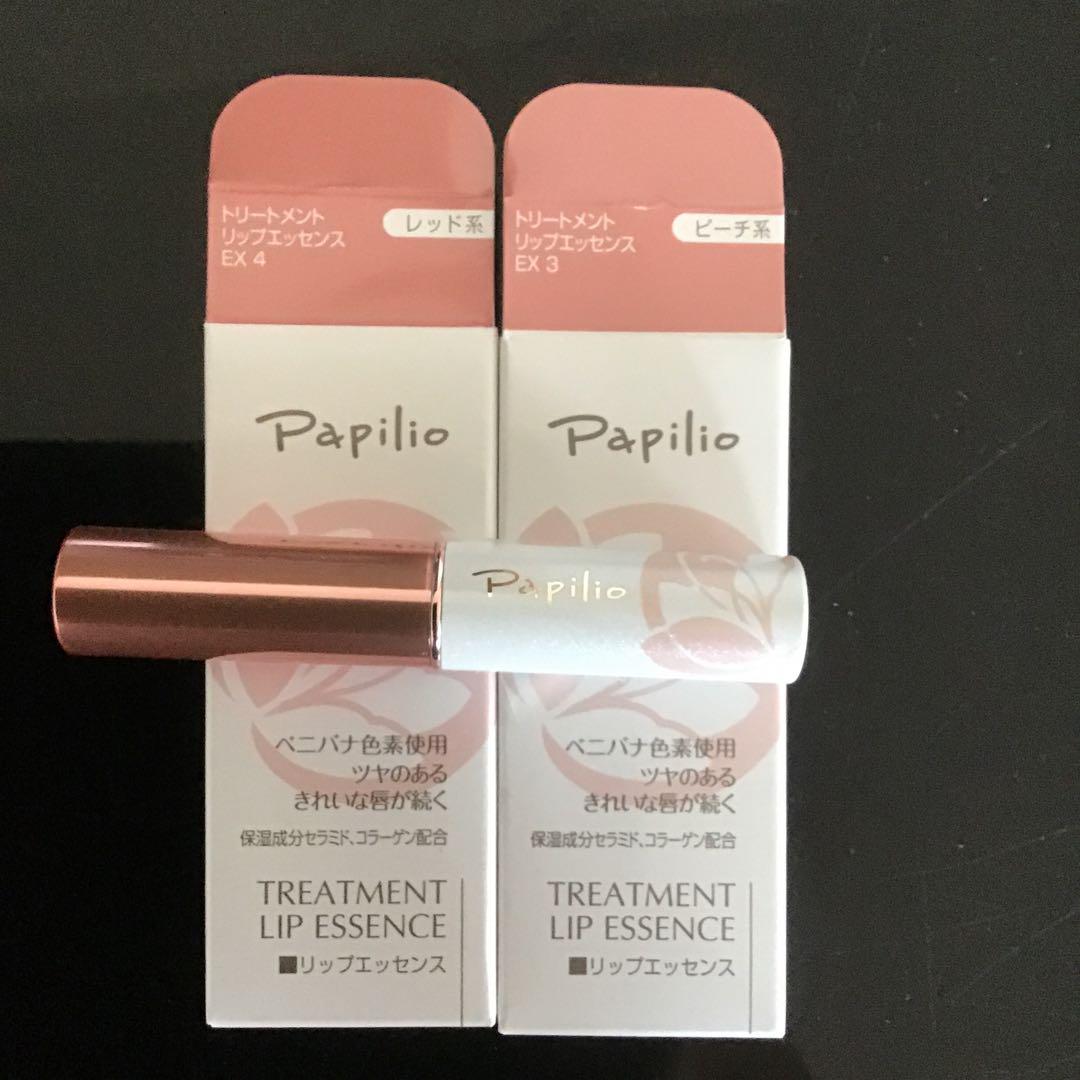 トリートメント
リップエッセンス
EX 4
レッド系
Papilio
ベニバナ色素使用
ツヤのある
きれいな唇が続く
保湿成分セラミド、コラーゲン配合
TREATMENT
LIP ESSENCE
■リップエッセンス
トリートメント
リップエッセンス
EX 3
ピーチ系
Papilio
ベニバナ色素使用
ツヤのある
きれいな唇が続く
保湿成分セラミド、コラーゲン配合
TREATMENT
LIP ESSENCE
■リップエッセンス
Papilio